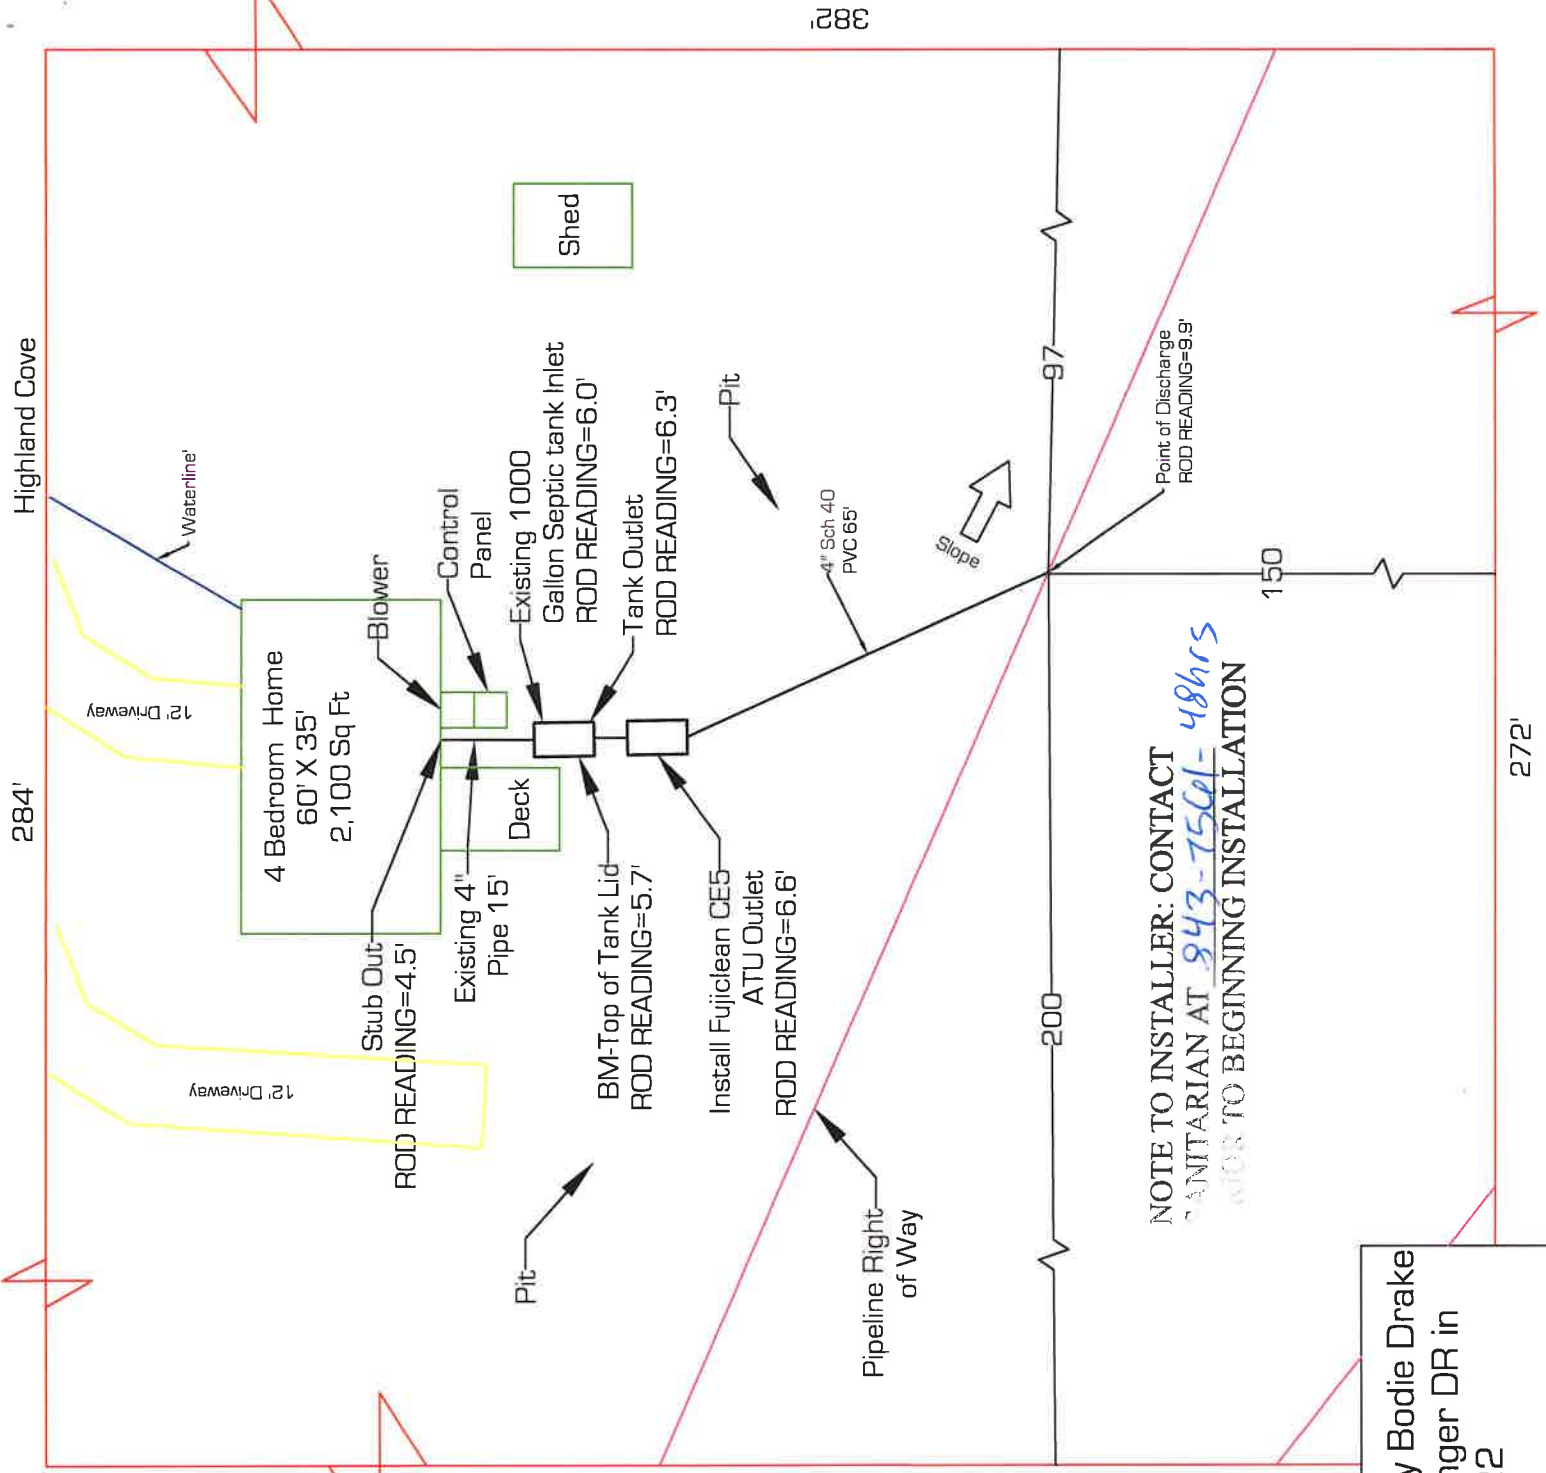 Highland Cove
284'
382'
272'
Waterline'
12' Driveway
12' Driveway
4 Bedroom Home
60' X 35'
2,100 Sq Ft
Blower
Control
Panel
Stub Out
ROD READING=4.5'
Existing 4"
Pipe 15'
Deck
Shed
Existing 1000
Gallon Septic tank Inlet
ROD READING=6.0'
Tank Outlet
ROD READING=6.3'
BM-Top of Tank Lid
ROD READING=5.7'
Install Fujiclean CE5
ATU Outlet
ROD READING=6.6'
Pit
Pit
4" Sch 40
PVC 65'
Slope
Point of Discharge
ROD READING=9.9'
Pipeline Right
of Way
200
97
150
NOTE TO INSTALLER: CONTACT
ANITARIAN AT 843-7561- 48hrs
TO BEGINNING INSTALLATION
y Bodie Drake
nger DR in
2